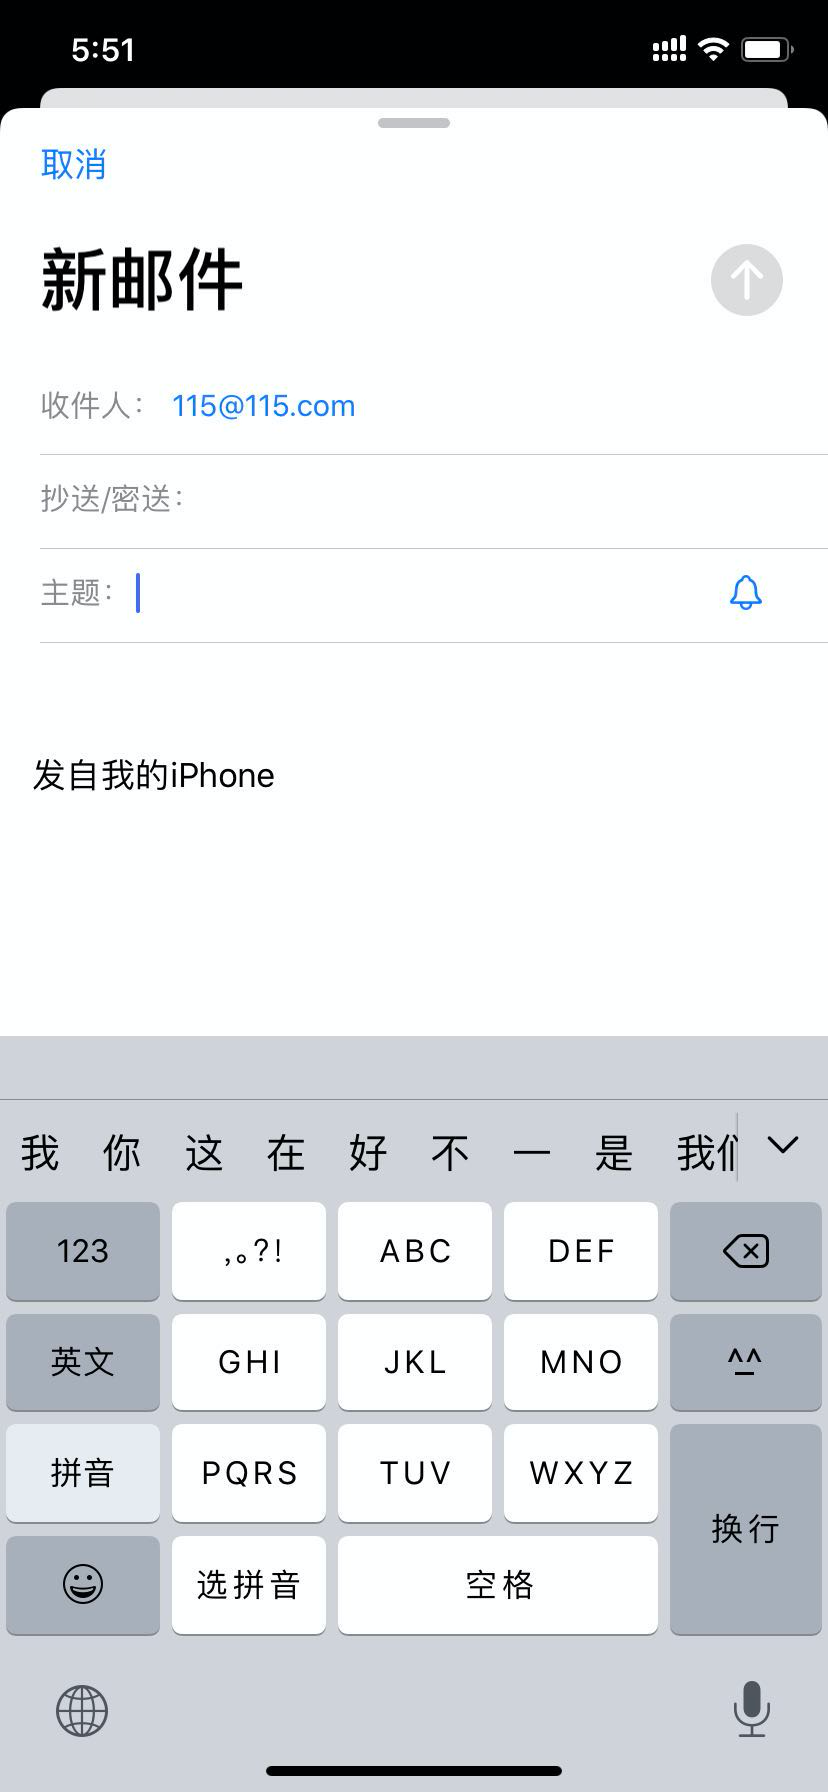 5:51
取消
新邮件
收件人： 115@115.com
抄送/密送：
主题：
发自我的iPhone
我 你 这 在 好 不 一 是 我们
123 ,。?! ABC DEF
英文 GHI JKL MNO ^^
拼音 PQRS TUV WXYZ
换行
选拼音 空格